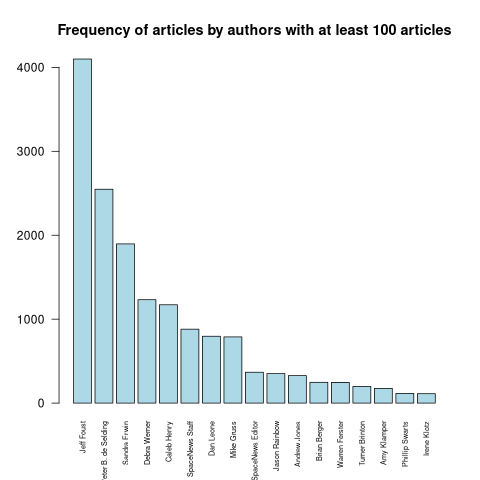 Frequency of articles by authors with at least 100 articles
4000
3000
2000
1000
0
Jeff Foust
eter B. de Selding
Sandra Erwin
Debra Werner
Caleb Henry
SpaceNews Staff
Dan Leone
Mike Gruss
SpaceNews Editor
Jason Rainbow
Andrew Jones
Brian Berger
Warren Ferster
Turner Brinton
Amy Klamper
Phillip Swarts
Irene Klotz